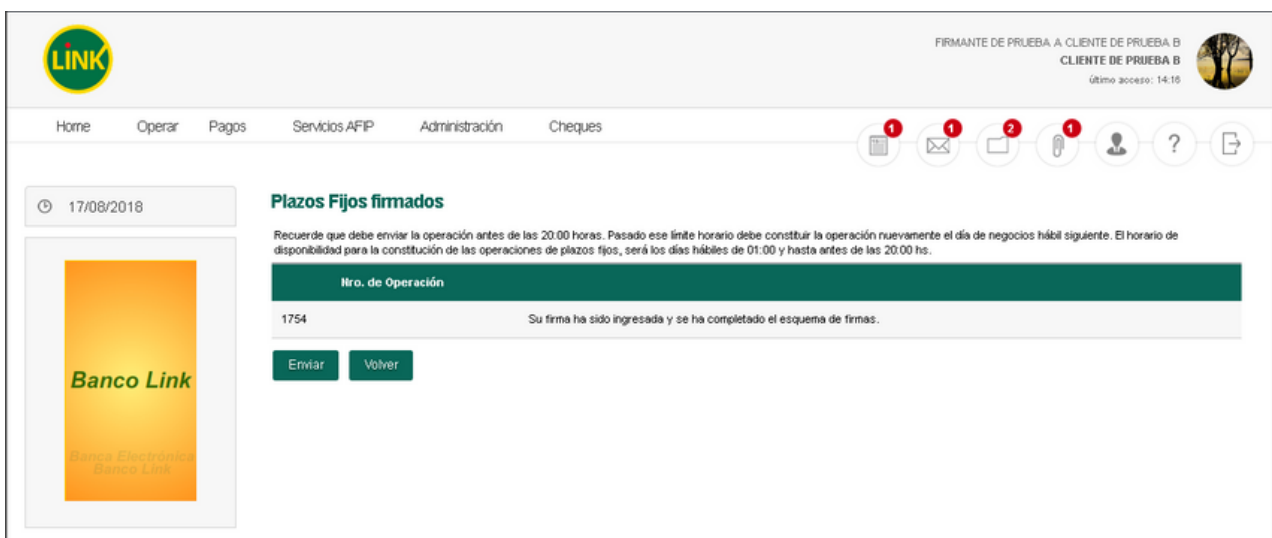 LINK
FIRMANTE DE PRUEBA A CLIENTE DE PRUEBA B
CLIENTE DE PRUEBA B
último acceso: 14:16
Home Operar Pagos Servicios AFIP Administración Cheques
1 1 2 1 ?
17/08/2018
Plazos Fijos firmados
Recuerde que debe enviar la operación antes de las 20:00 horas. Pasado ese límite horario debe constituir la operación nuevamente el día de negocios hábil siguiente. El horario de
disponibilidad para la constitución de las operaciones de plazos fijos, será los días hábiles de 01:00 y hasta antes de las 20:00 hs.
Nro. de Operación
1754 Su firma ha sido ingresada y se ha completado el esquema de firmas.
Enviar Volver
Banco Link
Banca Electrónica
Banco Link